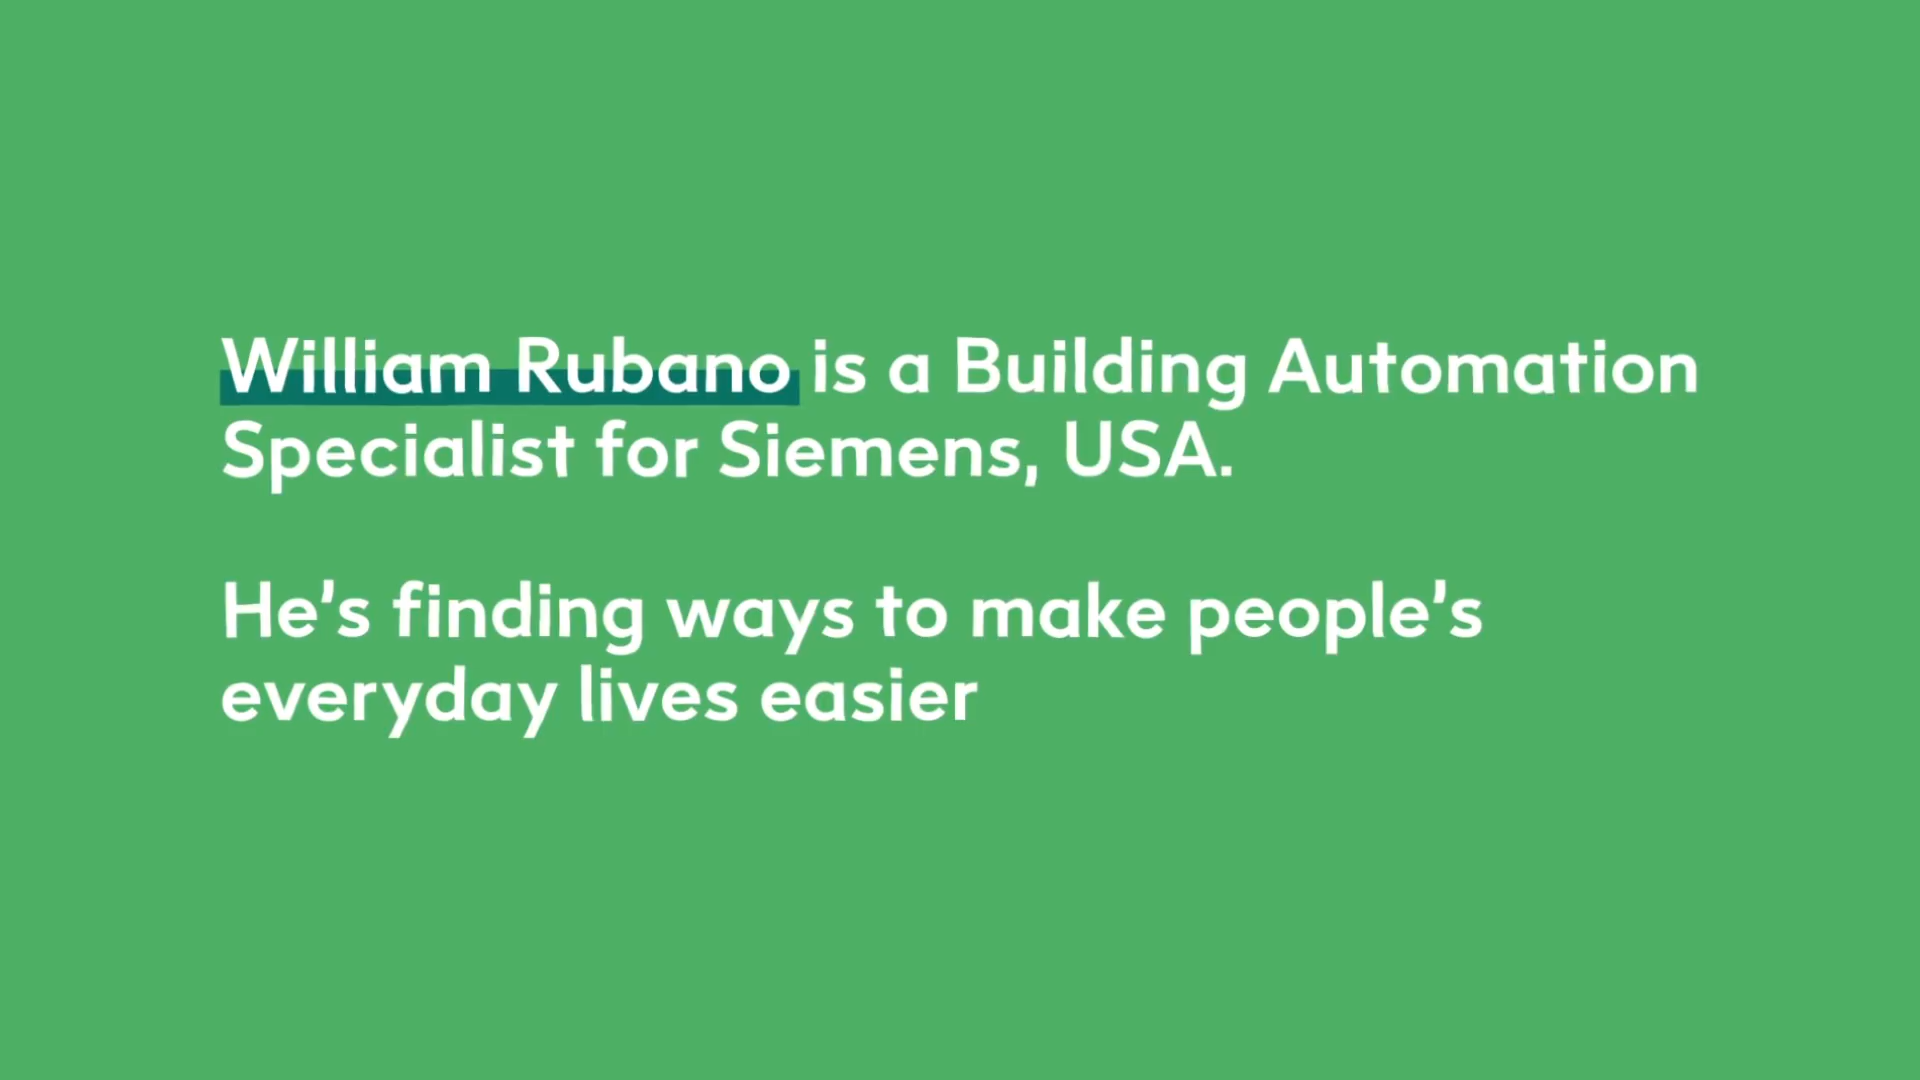 William Rubano is a Building Automation
Specialist for Siemens, USA.
He's finding ways to make people's
everyday lives easier